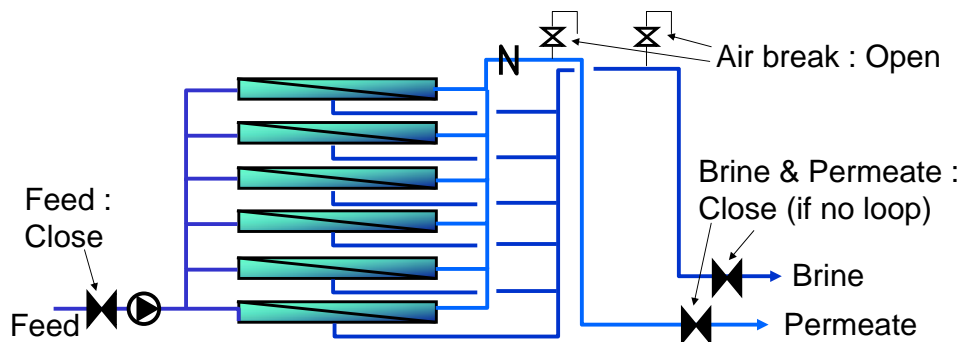 Air break : Open
Brine & Permeate :
Close (if no loop)
Feed :
Close
Brine
Feed
Permeate